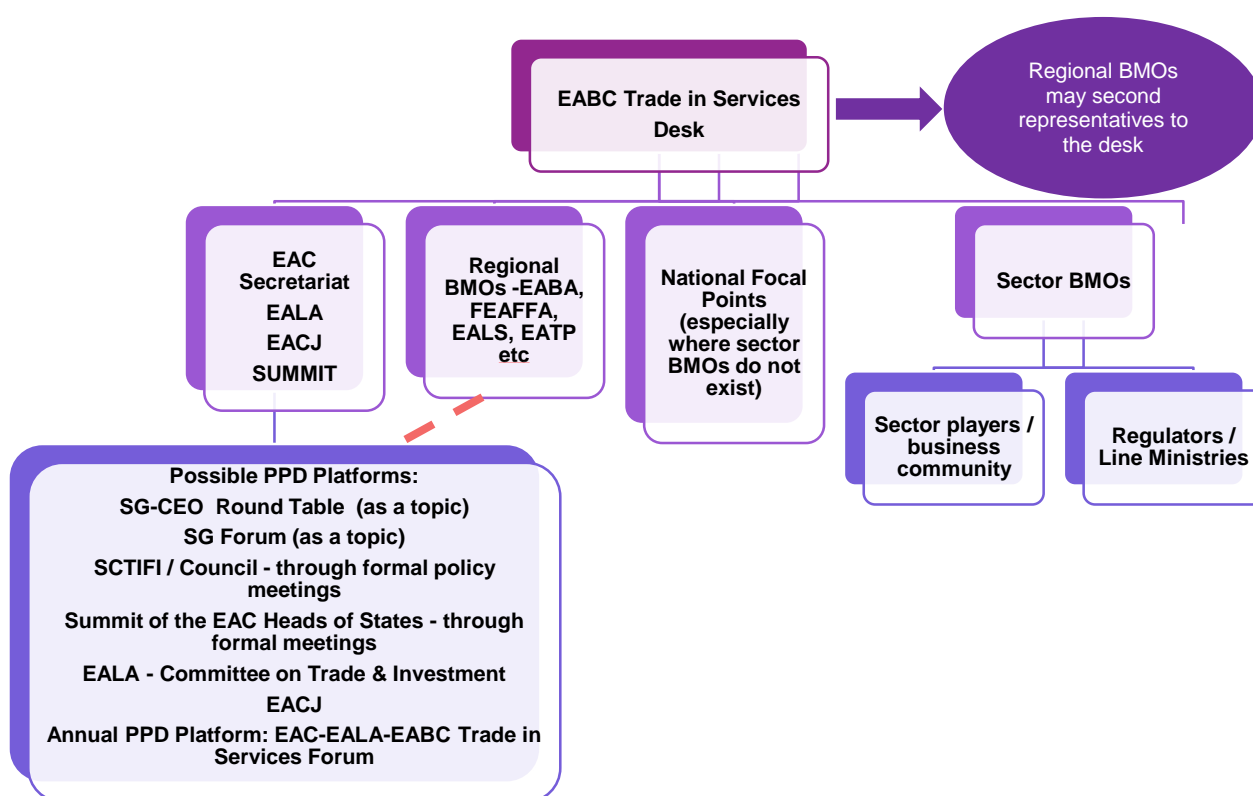 EABC Trade in Services
Desk
Regional BMOs
may second
representatives to
the desk
EAC
Secretariat
EALA
EACJ
SUMMIT
Regional
BMOs -EABA,
FEAFFA,
EALS, EATP
etc
National Focal
Points
(especially
where sector
BMOs do not
exist)
Sector BMOs
Sector players /
business
community
Regulators /
Line Ministries
Possible PPD Platforms:
SG-CEO Round Table (as a topic)
SG Forum (as a topic)
SCTIFI / Council - through formal policy
meetings
Summit of the EAC Heads of States - through
formal meetings
EALA - Committee on Trade & Investment
EACJ
Annual PPD Platform: EAC-EALA-EABC Trade in
Services Forum